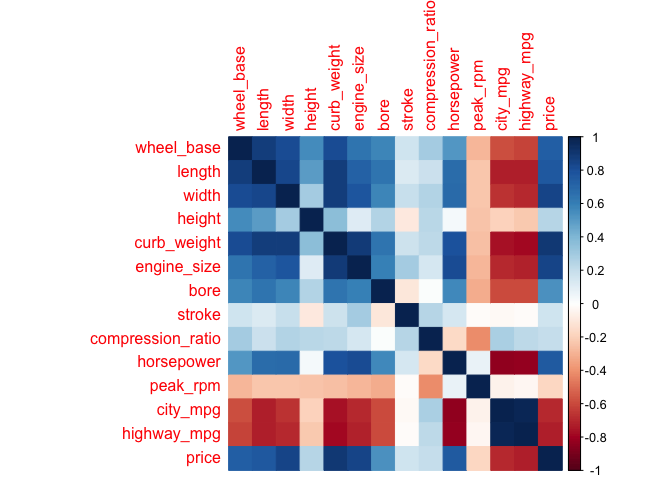 wheel_base
length
width
height
curb_weight
engine_size
bore
stroke
compression_ratio
horsepower
peak_rpm
city_mpg
highway_mpg
price
wheel_base
length
width
height
curb_weight
engine_size
bore
stroke
compression_ratio
horsepower
peak_rpm
city_mpg
highway_mpg
price
1
0.8
0.6
0.4
0.2
0
-0.2
-0.4
-0.6
-0.8
-1